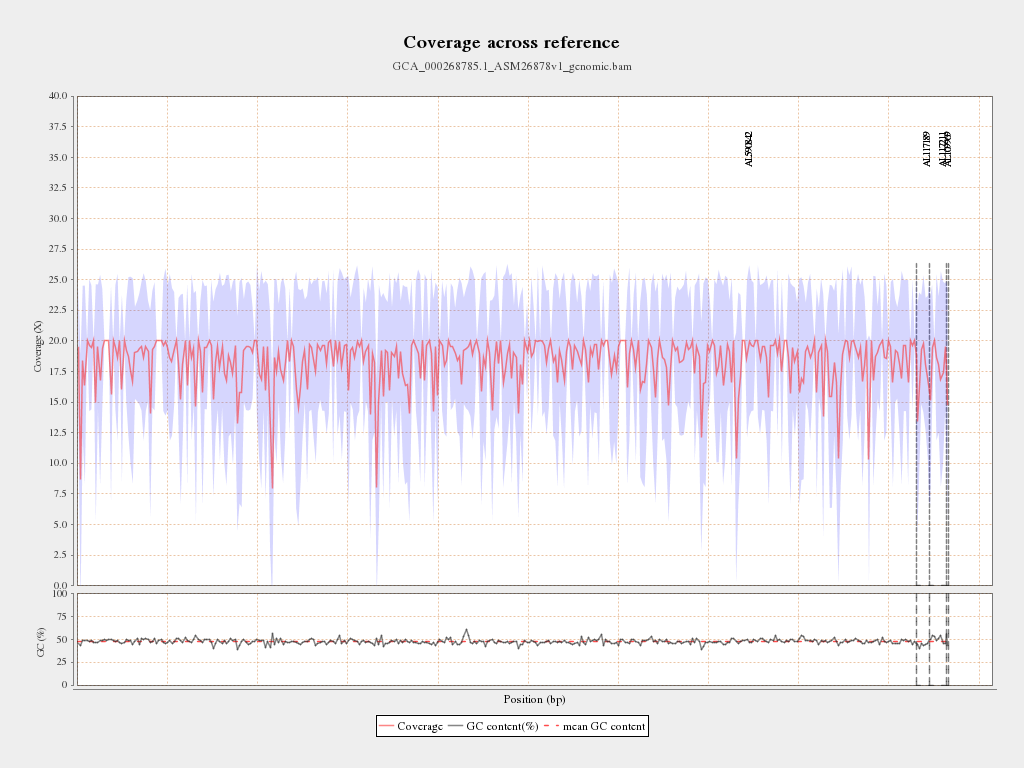 Coverage across reference
GCA_000268785.1_ASM26878v1_genomic.bam
40.0
37.5
35.0
32.5
30.0
27.5
25.0
22.5
20.0
17.5
15.0
12.5
10.0
7.5
5.0
2.5
0.0
Coverage (X)
AL590842
AL117189
AL117211
AL109969
100
75
50
25
0
GC (%)
Position (bp)
Coverage GC content(%) mean GC content